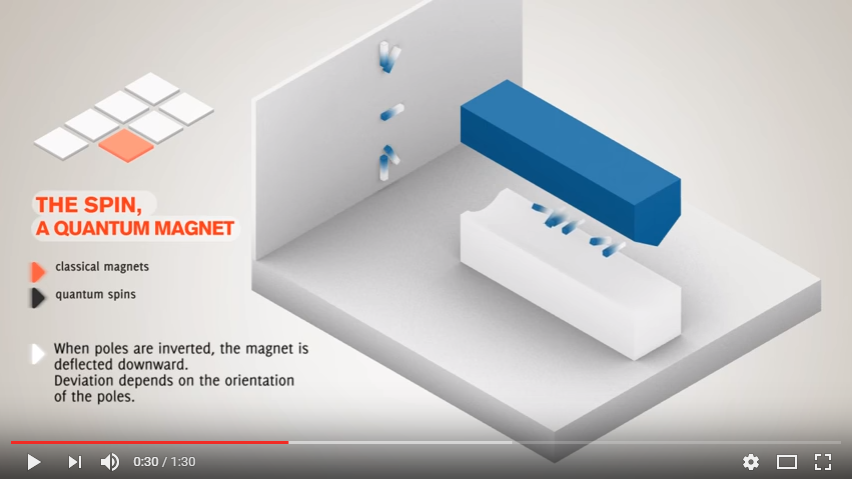 THE SPIN,
A QUANTUM MAGNET
classical magnets
quantum spins
When poles are inverted, the magnet is
deflected downward.
Deviation depends on the orientation
of the poles.
0:30 / 1:30